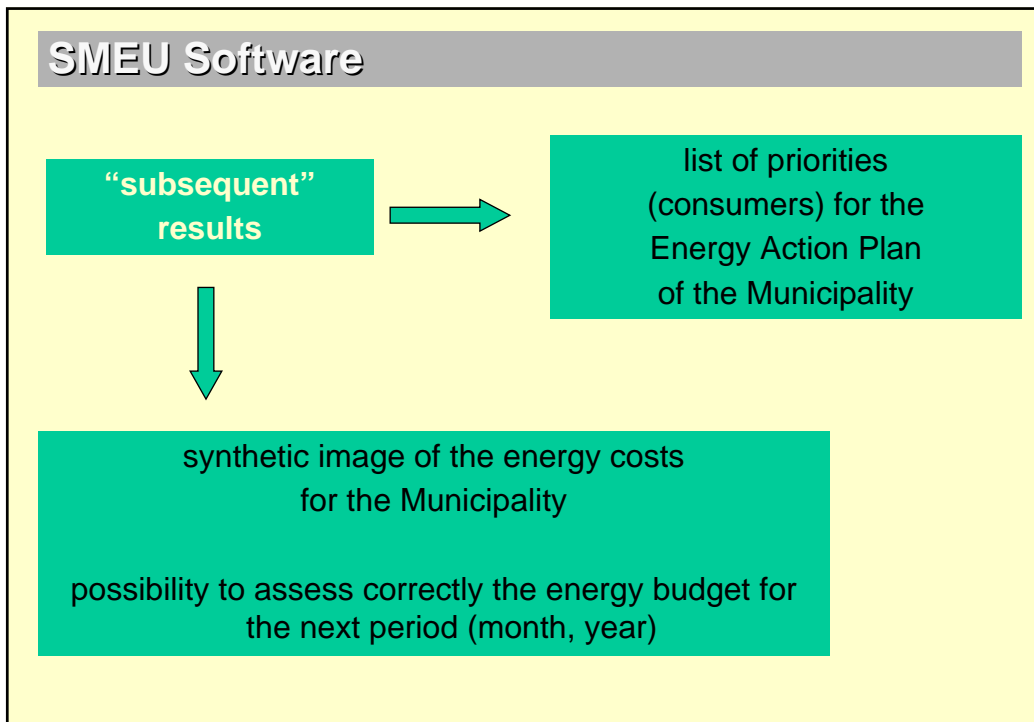 SMEU Software
“subsequent”
results
list of priorities
(consumers) for the
Energy Action Plan
of the Municipality
synthetic image of the energy costs
for the Municipality
possibility to assess correctly the energy budget for
the next period (month, year)